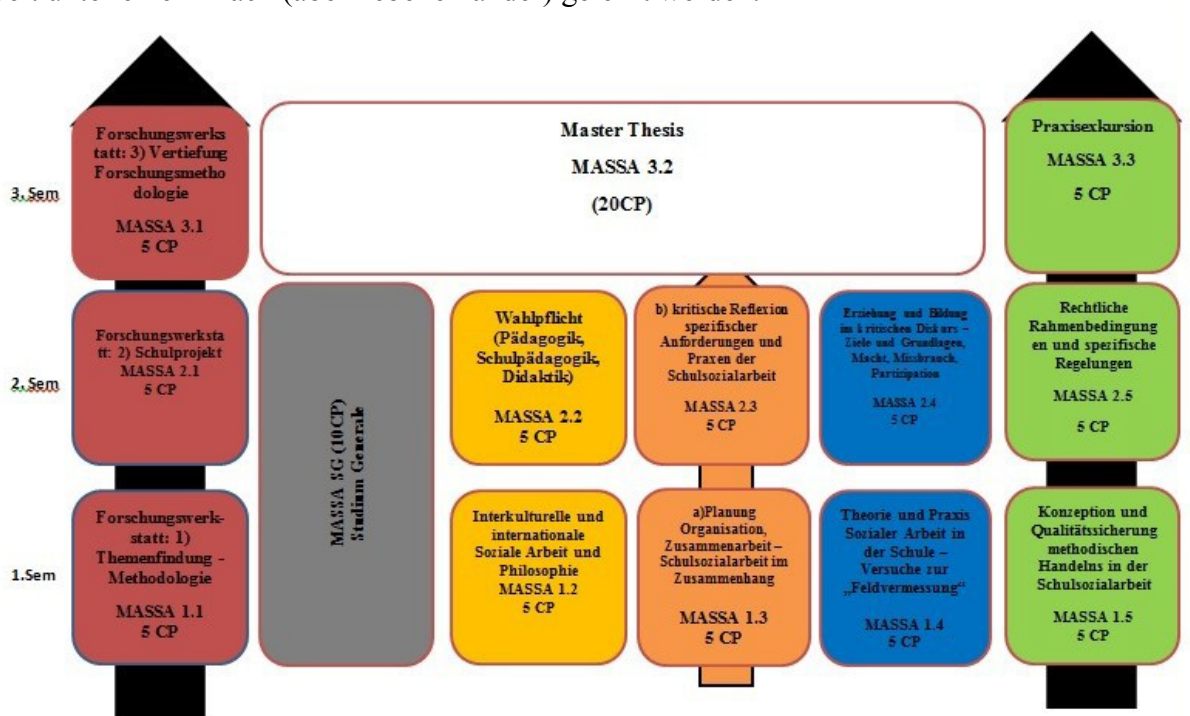 3.Sem
Forschungswerks
tatt: 3) Vertiefung
Forschungsmetho
dologie
MASSA 3.1
5 CP
Master Thesis
MASSA 3.2
(20CP)
Praxisexkursion
MASSA 3.3
5 CP
2.Sem
Forschungswerksta
tt: 2) Schulprojekt
MASSA 2.1
5 CP
MASSA SG (10CP)
Studium Generale
Wahlpflicht
(Pädagogik,
Schulpädagogik,
Didaktik)
MASSA 2.2
5 CP
b) kritische Reflexion
spezifischer
Anforderungen und
Praxen der
Schulsozialarbeit
MASSA 2.3
5 CP
Erziehung und Bildung
im kritischen Diskurs –
Ziele und Grundlagen,
Macht, Missbrauch,
Partizipation
MASSA 2.4
5 CP
Rechtliche
Rahmenbedingung
en und spezifische
Regelungen
MASSA 2.5
5 CP
1.Sem
Forschungswerk-
statt: 1)
Themenfindung -
Methodologie
MASSA 1.1
5 CP
Interkulturelle und
internationale
Soziale Arbeit und
Philosophie
MASSA 1.2
5 CP
a)Planung
Organisation,
Zusammenarbeit –
Schulsozialarbeit im
Zusammenhang
MASSA 1.3
5 CP
Theorie und Praxis
Sozialer Arbeit in
der Schule –
Versuche zur
„Feldvermessung“
MASSA 1.4
5 CP
Konzeption und
Qualitätssicherung
methodischen
Handelns in der
Schulsozialarbeit
MASSA 1.5
5 CP